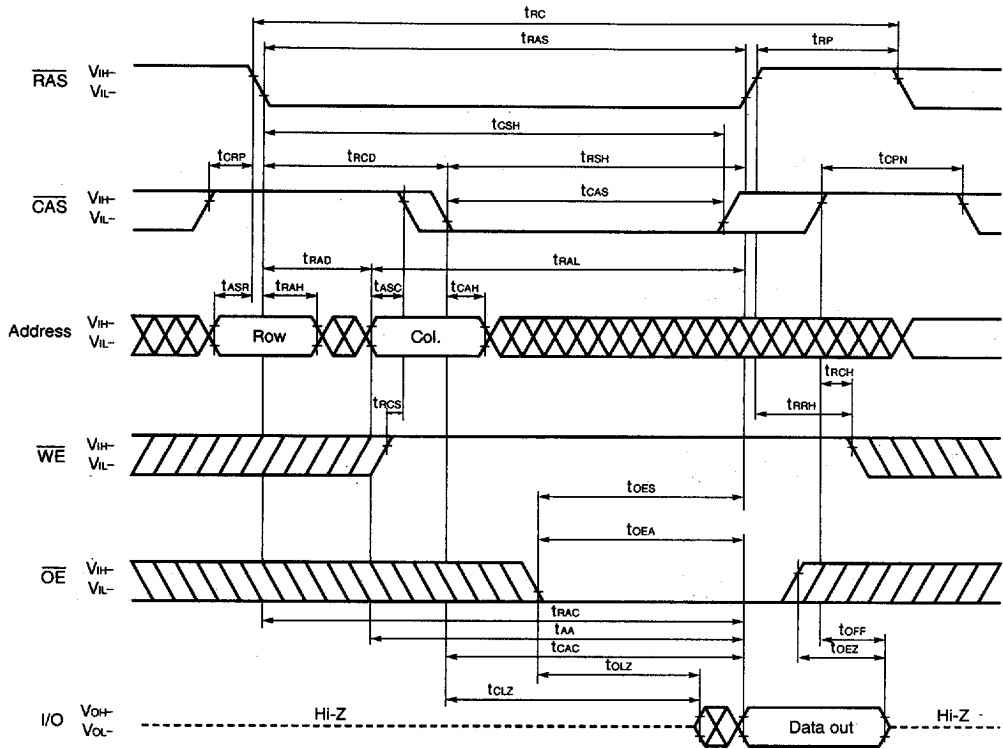 tRC
tRAS
tRP
RAS
VIH–
VIL–
tCSH
tCRP
tRCD
tRSH
tCPN
tCAS
CAS
VIH–
VIL–
tRAD
tRAL
tASR
tRAH
tASC
tCAH
Address
VIH–
VIL–
Row
Col.
tRCH
tRCS
tRRH
WE
VIH–
VIL–
tOES
tOEA
OE
VIH–
VIL–
tRAC
tAA
tOFF
tCAC
tOEZ
tOLZ
tCLZ
I/O
VOH–
VOL–
Hi-Z
Data out
Hi-Z